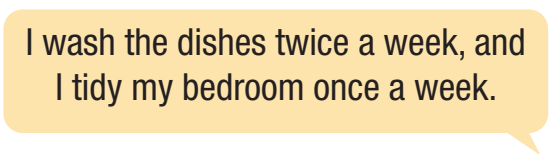 I wash the dishes twice a week, and
I tidy my bedroom once a week.